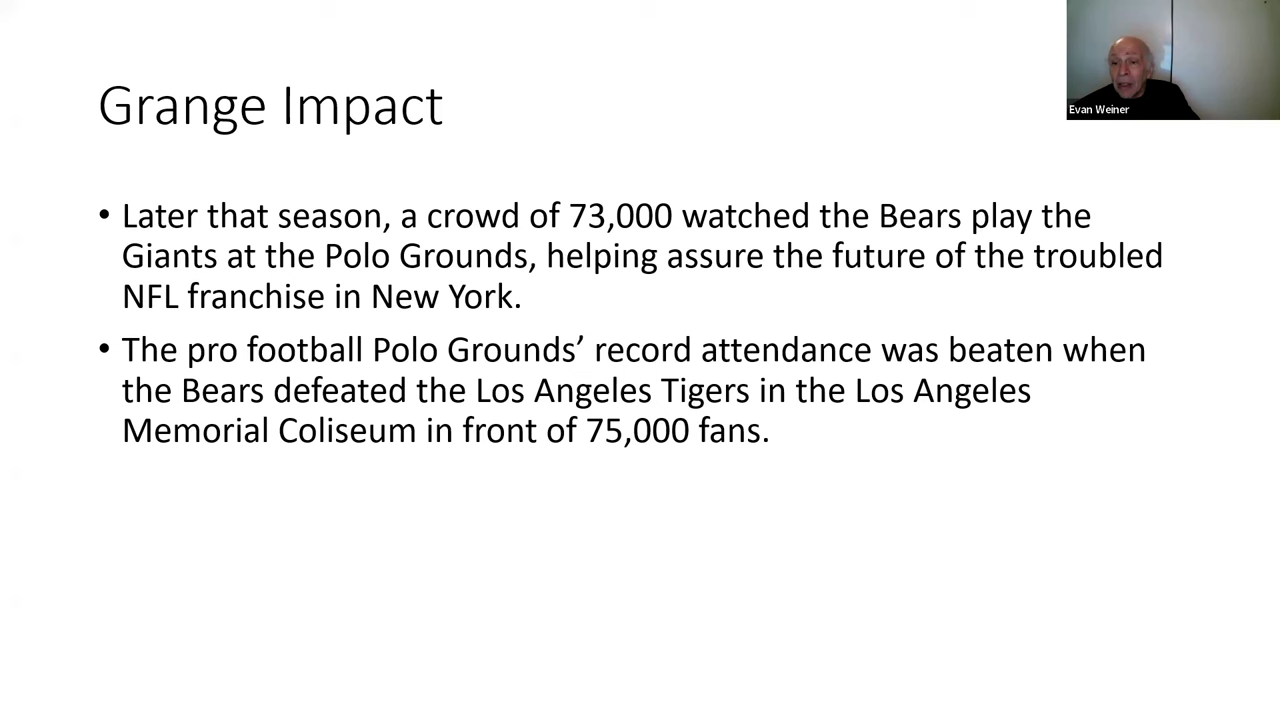 Grange Impact
Evan Weiner
• Later that season, a crowd of 73,000 watched the Bears play the
Giants at the Polo Grounds, helping assure the future of the troubled
NFL franchise in New York.
• The pro football Polo Grounds’ record attendance was beaten when
the Bears defeated the Los Angeles Tigers in the Los Angeles
Memorial Coliseum in front of 75,000 fans.